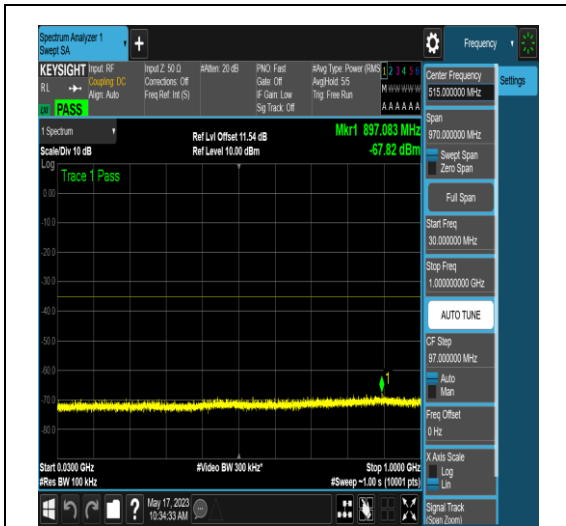 Spectrum Analyzer 1
Swept SA
+
Frequency
KEYSIGHT
RL
PASS
Input: RF
Coupling: DC
Align: Auto
Input Z: 50 Ω
Corrections: Off
Freq Ref: Int (S)
#Atten: 20 dB
PNO: Fast
Gate: Off
IF Gain: Low
Sig Track: Off
#Avg Type: Power (RMS
Avg|Hold: 5/5
Trig: Free Run
1 2 3 4 5 6
M W W W W W
A A A A A A
Center Frequency
515.000000 MHz
Settings
Span
970.000000 MHz
Swept Span
Zero Span
Full Span
Start Freq
30.000000 MHz
Stop Freq
1.000000000 GHz
AUTO TUNE
CF Step
97.000000 MHz
Auto
Man
Freq Offset
0 Hz
X Axis Scale
Log
Lin
Signal Track
(Span Zoom)
1 Spectrum
Scale/Div 10 dB
Ref Lvl Offset 11.54 dB
Ref Level 10.00 dBm
Mkr1 897.083 MHz
-67.82 dBm
Log
Trace 1 Pass
0.00
-10.0
-20.0
-30.0
-40.0
-50.0
-60.0
-70.0
-80.0
1
Start 0.0300 GHz
#Res BW 100 kHz
#Video BW 300 kHz*
Stop 1.0000 GHz
#Sweep ~1.00 s (10001 pts)
?
May 17, 2023
10:34:33 AM